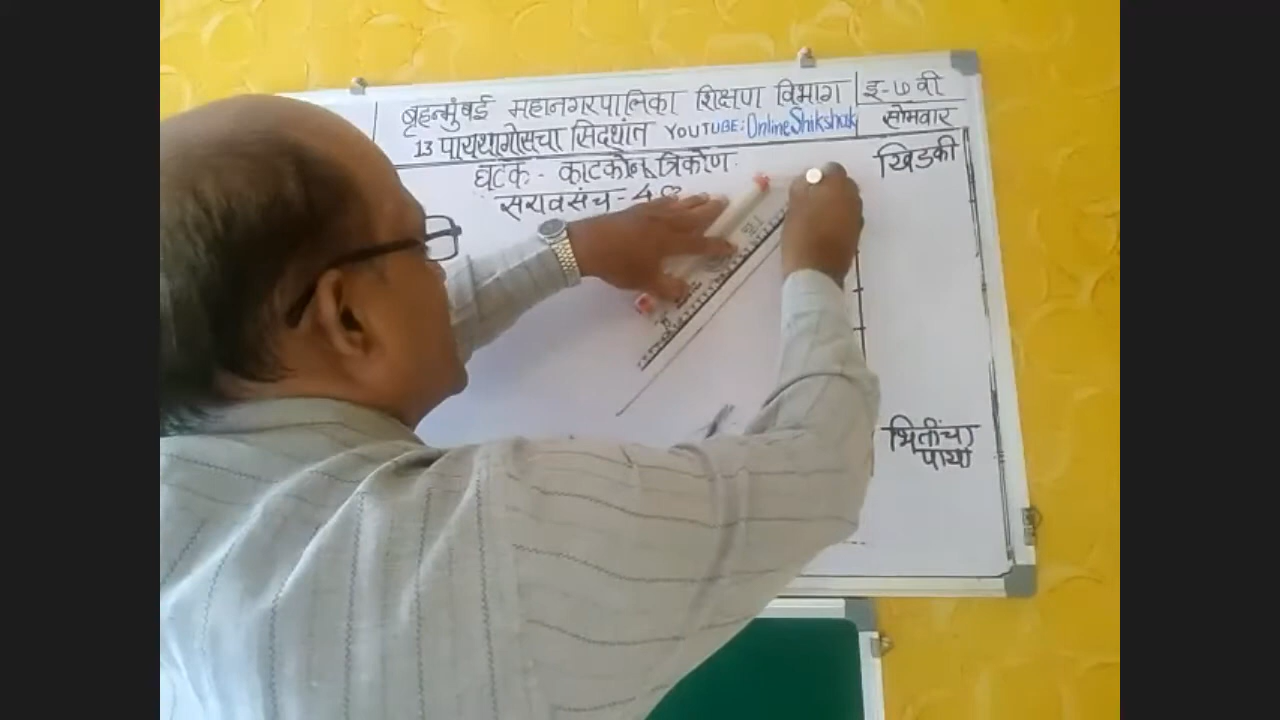 बृहन्मुंबई महानगरपालिका शिक्षण विभाग
इ-७ वी
13 पायथागोरसचा सिद्धांत YOUTUBE: OnlineShikshak
सोमवार
घटक - काटकोन त्रिकोण
खिडकी
सरावसंच - 48
भिंतीचा
पाया